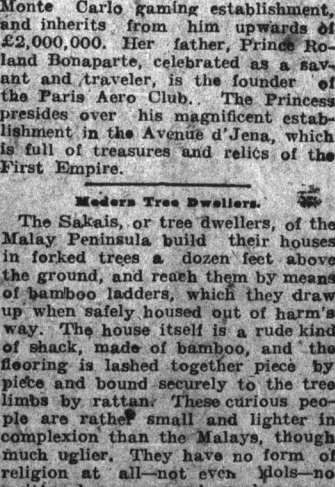 Monte Carlo gaming establishment,
and inherits from him upwards of
£2,000,000. Her father, Prince Ro-
land Bonaparte, celebrated as a sav-
ant and traveler, is the founder of
the Paris Aero Club. The Princess
presides over his magnificent estab-
lishment in the Avenue d'Jena, which
is full of treasures and relics of the
First Empire.
Modern Tree Dwellers.
The Sakais, or tree dwellers, of the
Malay Peninsula build their houses
in forked trees a dozen feet above
the ground, and reach them by means
of bamboo ladders, which they draw
up when safely housed out of harm's
way. The house itself is a rude kind
of shack, made of bamboo, and the
flooring is lashed together piece by
piece and bound securely to the tree
limbs by rattan. These curious peo-
ple are rather small and lighter in
complexion than the Malays, though
much uglier. They have no form of
religion at all—not even idols—no